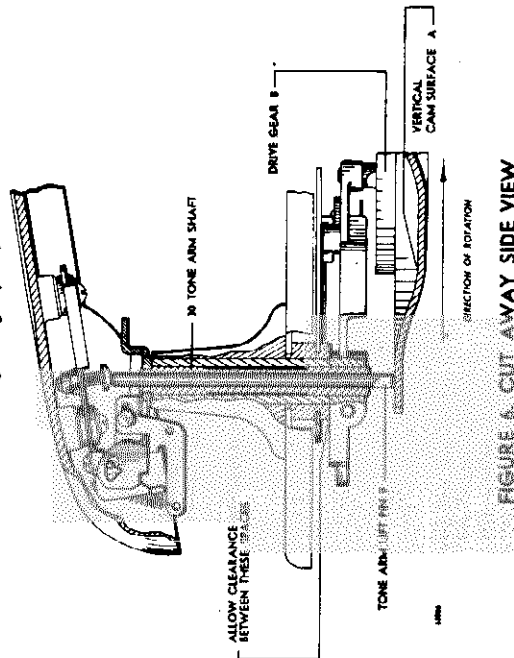 VERTICAL
CAM SURFACE A
DRIVE GEAR B
DIRECTION OF ROTATION
30 TONE ARM SHAFT
ALLOW CLEARANCE
BETWEEN THESE
TONE ARM LIFT PIN
FIGURE 6. CUT AWAY SIDE VIEW